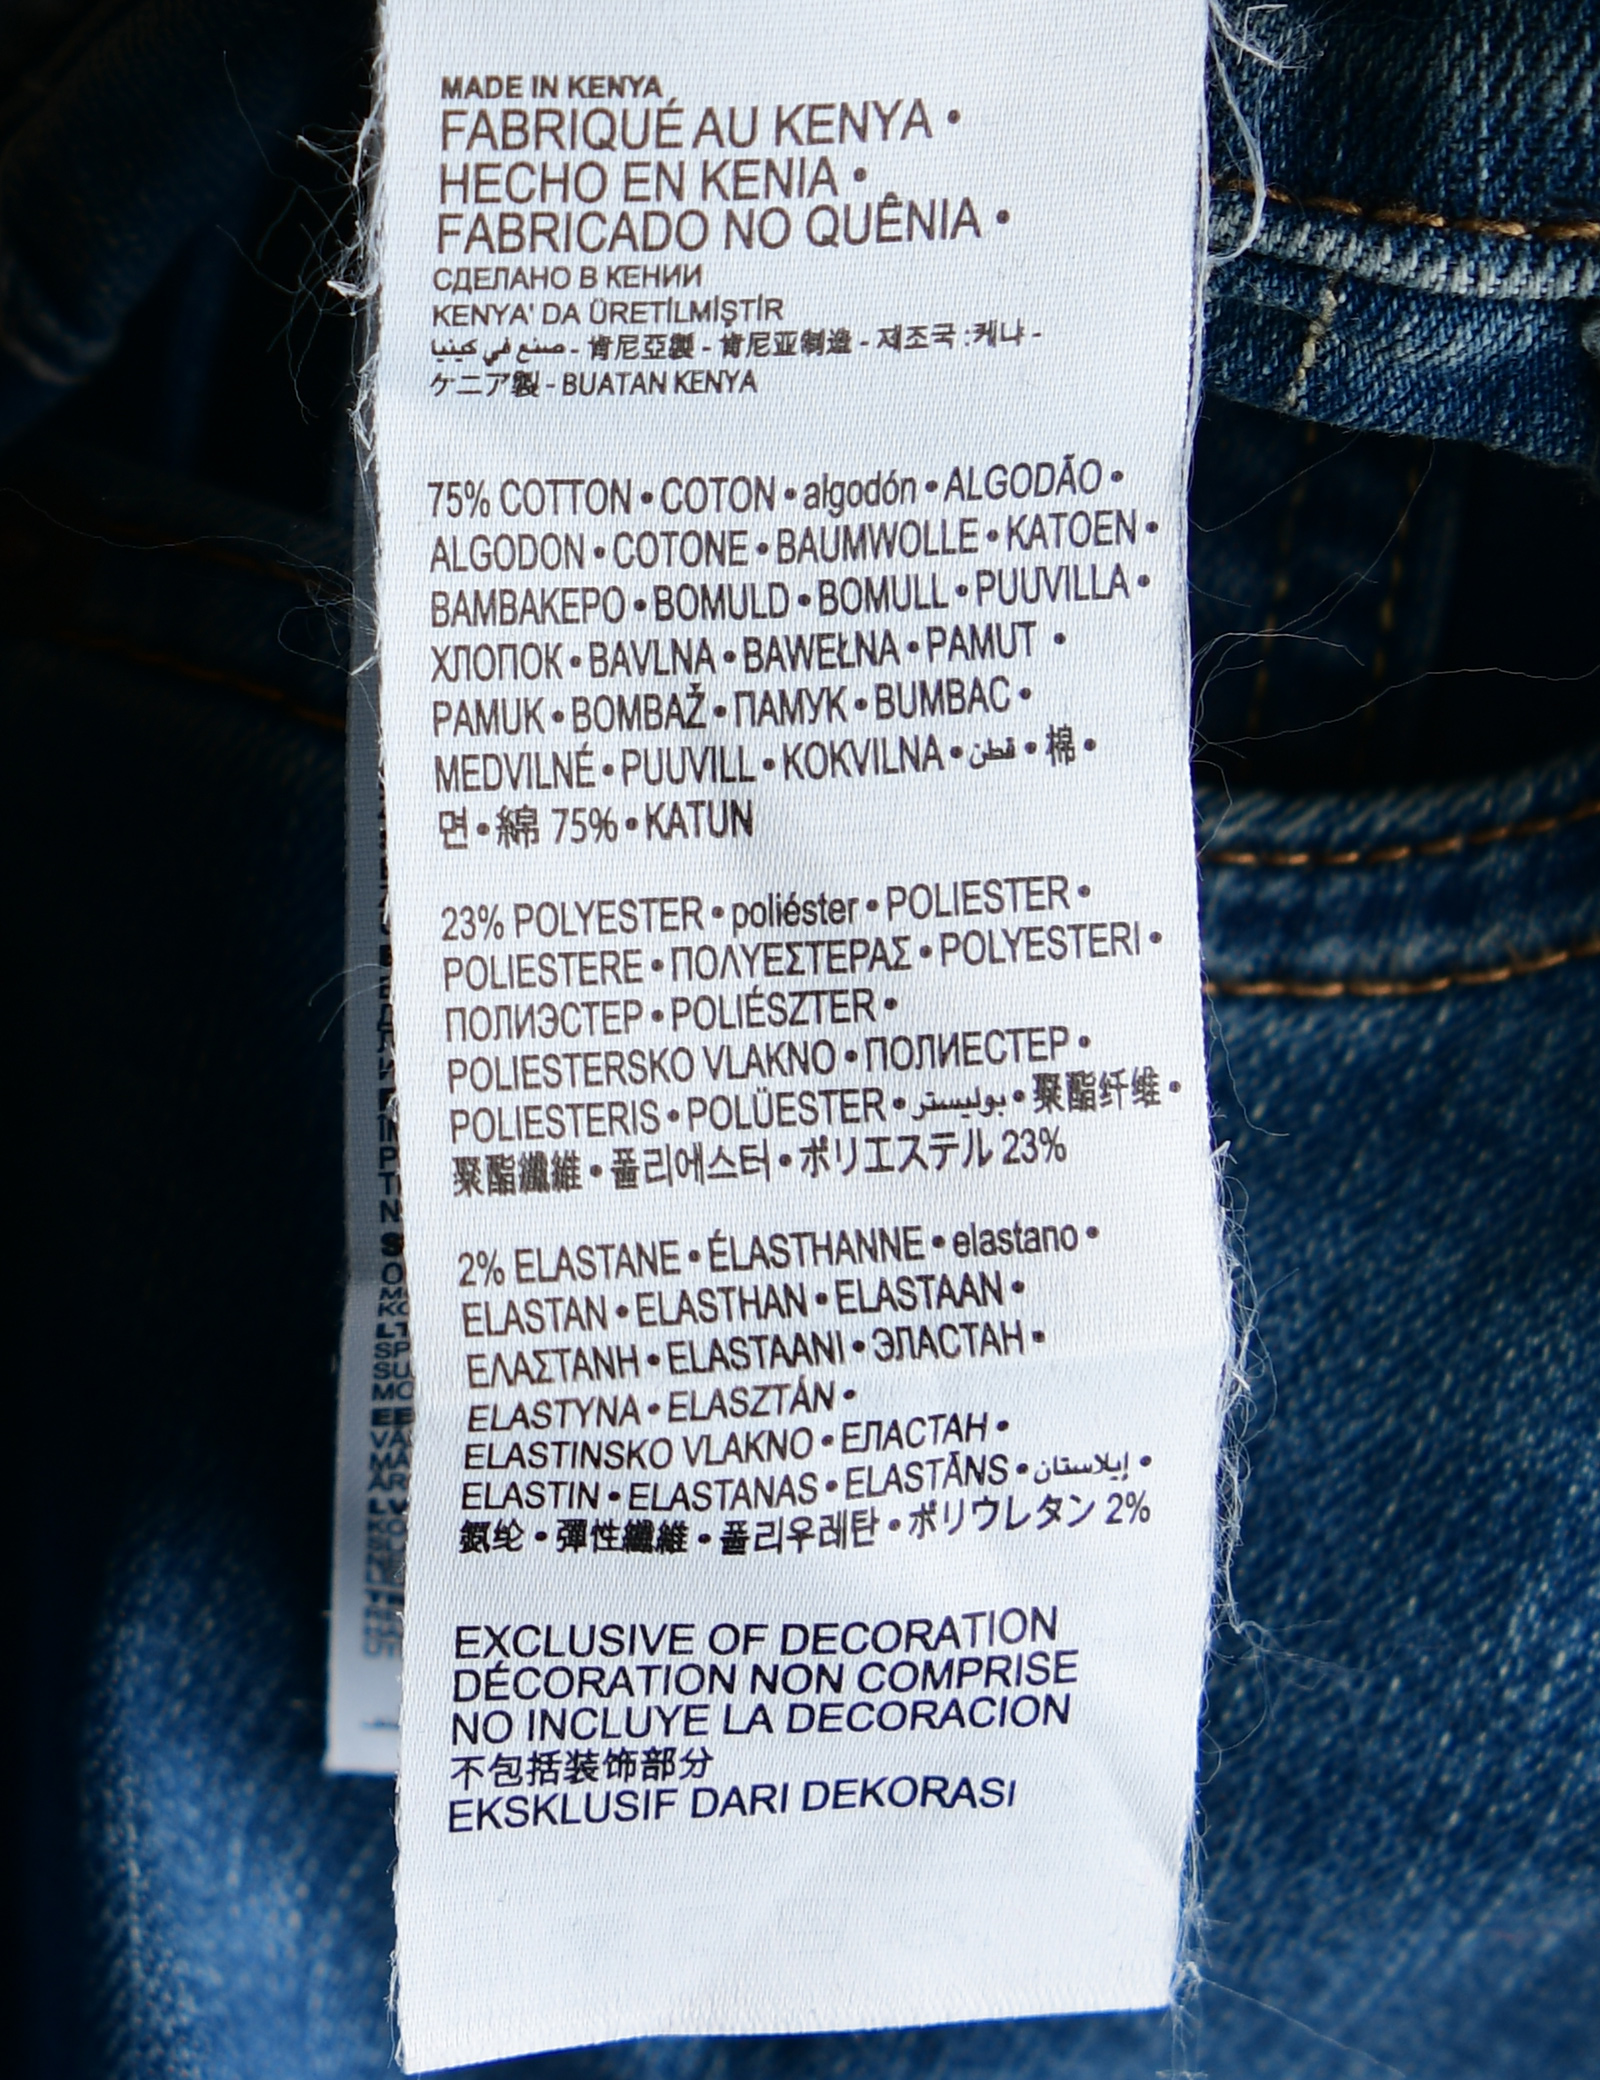 MADE IN KENYA
FABRIQUÉ AU KENYA •
HECHO EN KENIA •
FABRICADO NO QUÊNIA •
СДЕЛАНО В КЕНИИ
KENYA' DA ÜRETİLMİŞTİR
صنع في كينيا - 肯尼亞製 - 肯尼亚制造 - 제조국 :케냐 -
ケニア製 - BUATAN KENYA
75% COTTON • COTON • algodón • ALGODÃO •
ALGODON • COTONE • BAUMWOLLE • KATOEN •
BAMBAKEPO • BOMULD • BOMULL • PUUVILLA •
ХЛОПОК • BAVLNA • BAWEŁNA • PAMUT •
PAMUK • BOMBAŽ • ПАМУК • BUMBAC •
MEDVILNÉ • PUUVILL • KOKVILNA • قطن • 棉 •
면 • 綿 75% • KATUN
23% POLYESTER • poliéster • POLIESTER •
POLIESTERE • ΠΟΛΥΕΣΤΕΡΑΣ • POLYESTERI •
ПОЛИЭСТЕР • POLIÉSZTER •
POLIESTERSKO VLAKNO • ПОЛИЕСТЕР •
POLIESTERIS • POLÜESTER • بوليستر • 聚酯纤维 •
聚酯纖維 • 폴리에스터 • ポリエステル 23%
2% ELASTANE • ÉLASTHANNE • elastano •
ELASTAN • ELASTHAN • ELASTAAN •
ΕΛΑΣΤΑΝΗ • ELASTAANI • ЭЛАСТАН •
ELASTYNA • ELASZTÁN •
ELASTINSKO VLAKNO • ЕЛАСТАН •
ELASTIN • ELASTANAS • ELASTĀNS • إيلاستان •
氨纶 • 彈性纖維 • 폴리우레탄 • ポリウレタン 2%
EXCLUSIVE OF DECORATION
DÉCORATION NON COMPRISE
NO INCLUYE LA DECORACION
不包括装饰部分
EKSKLUSIF DARI DEKORASI